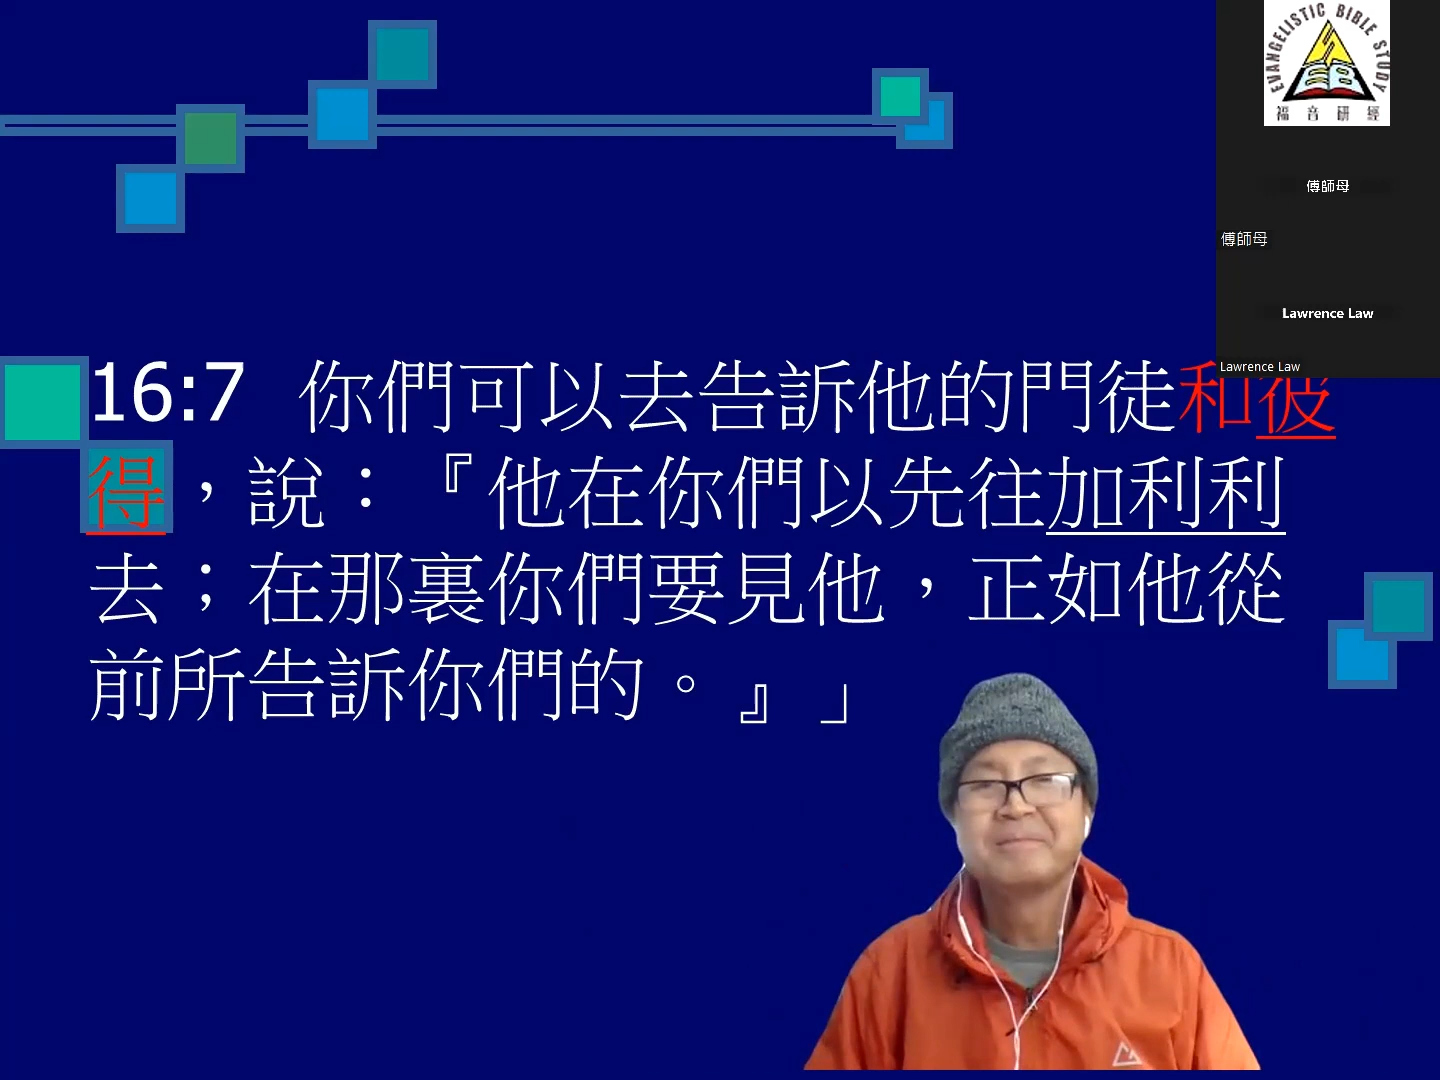 EVANGELISTIC BIBLE STUDY
福音研經
傅師母
傅師母
Lawrence Law
Lawrence Law
16:7 你們可以去告訴他的門徒和彼
得，說：『他在你們以先往加利利
去；在那裏你們要見他，正如他從
前所告訴你們的。』」